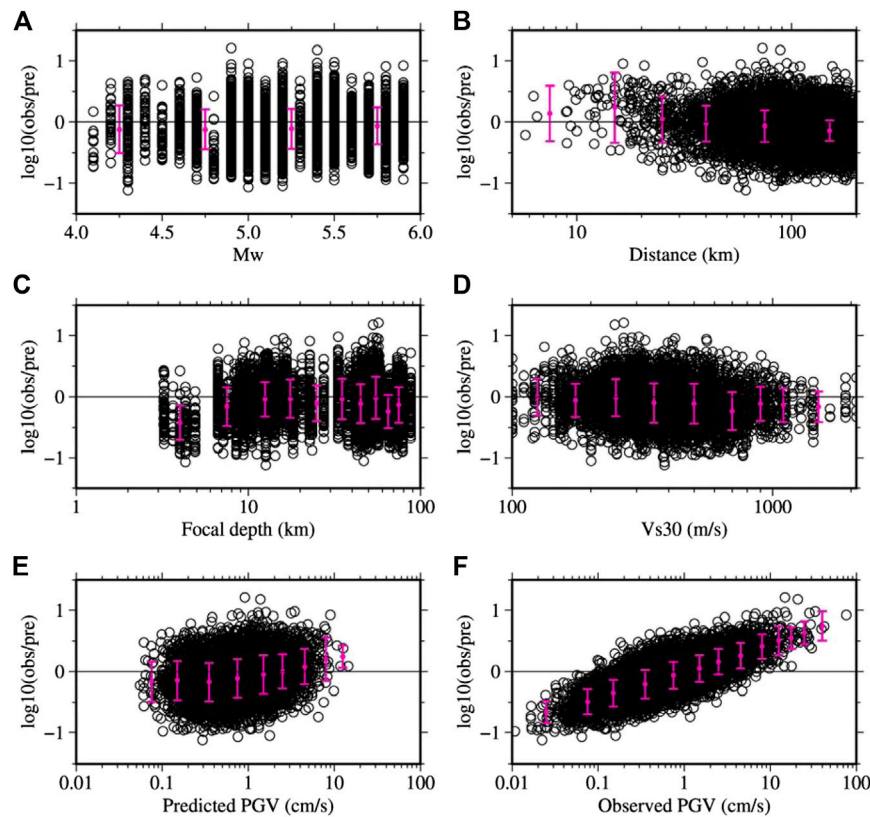 A B
1
0
−1
log10(obs/pre)
4.0 4.5 5.0 5.5 6.0
Mw
1
0
−1
log10(obs/pre)
10 100
Distance (km)
C D
1
0
−1
log10(obs/pre)
1 10 100
Focal depth (km)
1
0
−1
log10(obs/pre)
100 1000
Vs30 (m/s)
E F
1
0
−1
log10(obs/pre)
0.01 0.1 1 10 100
Predicted PGV (cm/s)
1
0
−1
log10(obs/pre)
0.01 0.1 1 10 100
Observed PGV (cm/s)